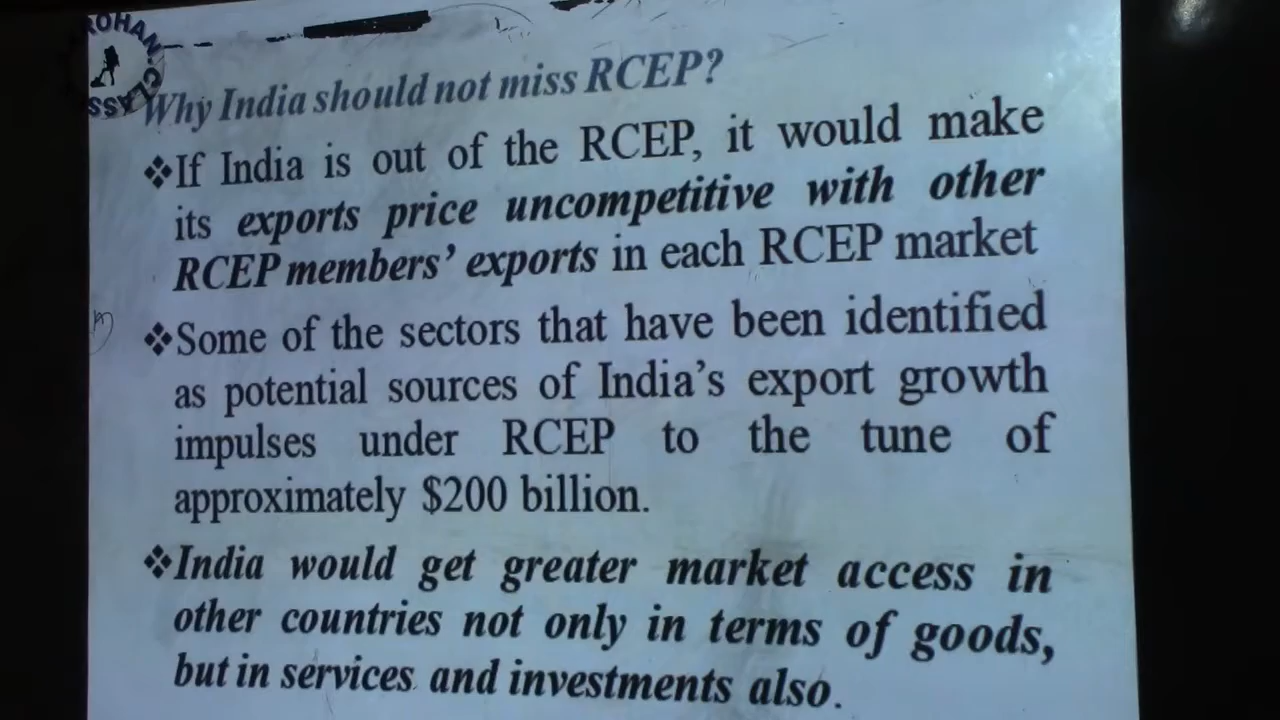 ROHAN CLASS
Why India should not miss RCEP?
❖If India is out of the RCEP, it would make
its exports price uncompetitive with other
RCEP members' exports in each RCEP market
❖Some of the sectors that have been identified
as potential sources of India's export growth
impulses under RCEP to the tune of
approximately $200 billion.
❖India would get greater market access in
other countries not only in terms of goods,
but in services and investments also.